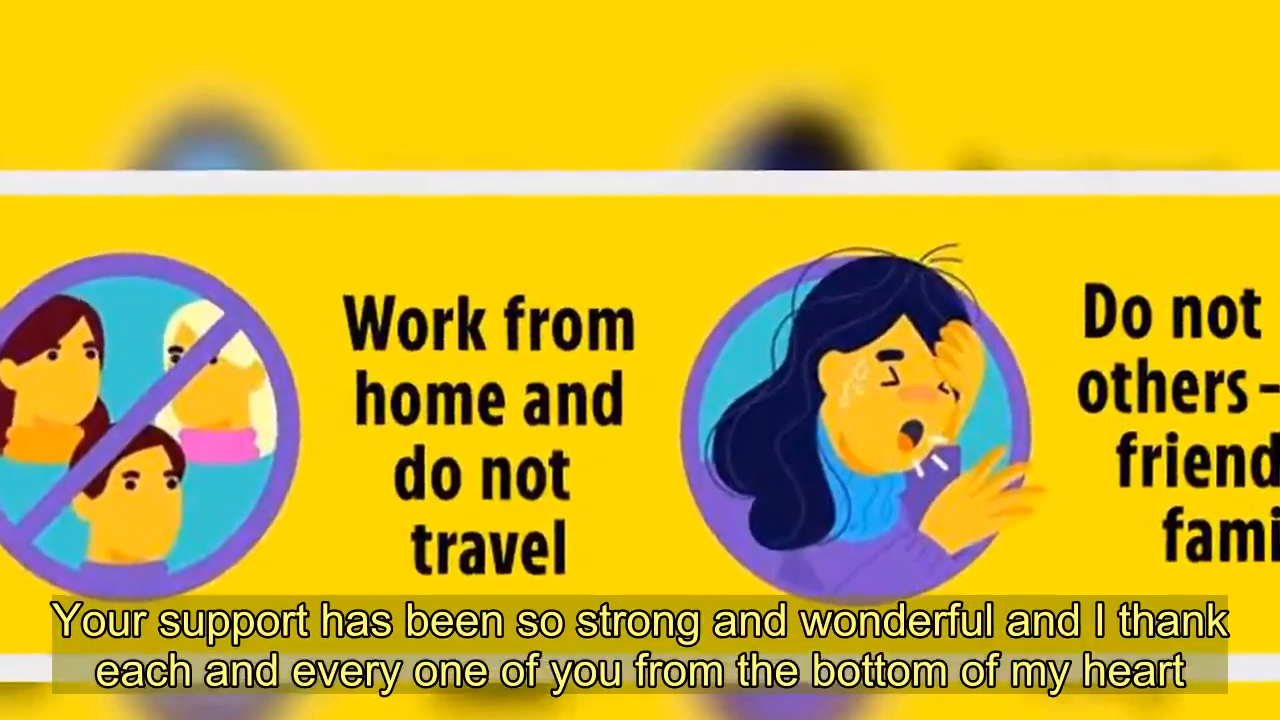 Work from
home and
do not
travel
Do not
others –
friend
fami
Your support has been so strong and wonderful and I thank
each and every one of you from the bottom of my heart